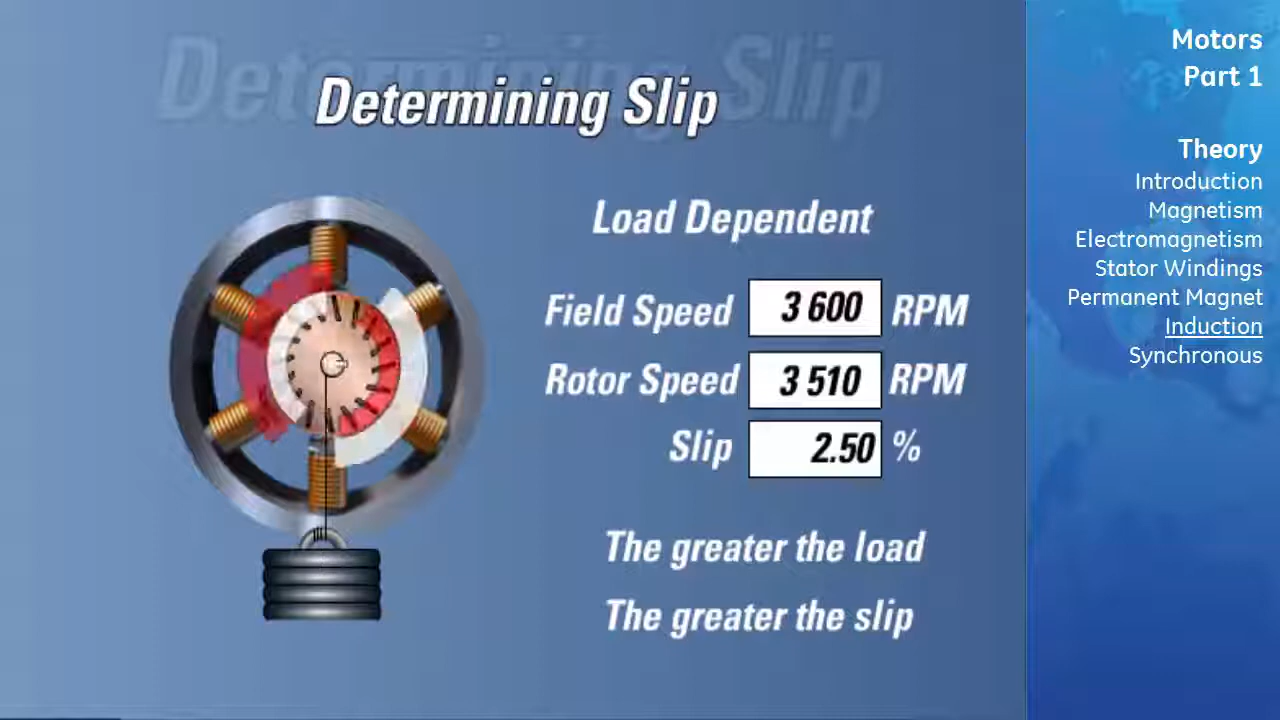 Determining Slip
Determining Slip
Load Dependent
Field Speed 3 600 RPM
Rotor Speed 3 510 RPM
Slip 2.50 %
The greater the load
The greater the slip
Motors
Part 1
Theory
Introduction
Magnetism
Electromagnetism
Stator Windings
Permanent Magnet
Induction
Synchronous